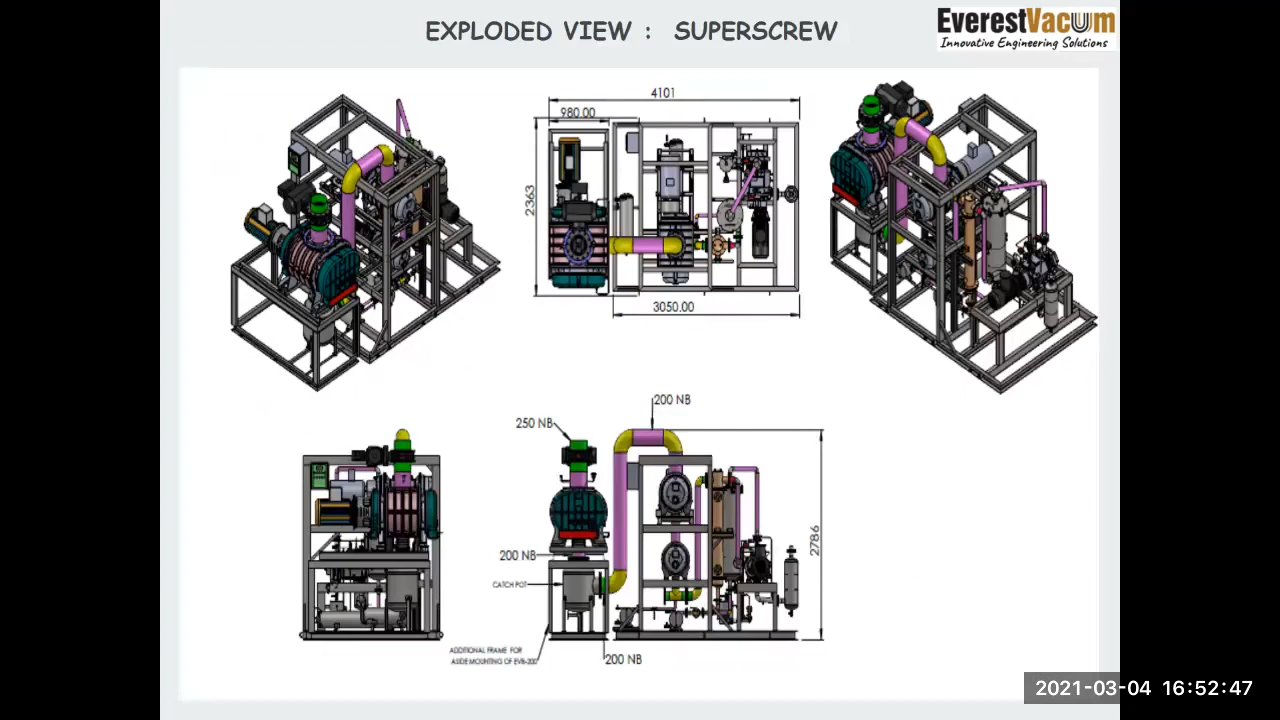 EXPLODED VIEW : SUPERSCREW
EverestVacuum
Innovative Engineering Solutions
4101
980.00
2363
3050.00
200 NB
250 NB
2786
200 NB
CATCH POT
ADDITIONAL FRAME FOR
ASIDE MOUNTING OF EVB-200
200 NB
2021-03-04 16:52:47